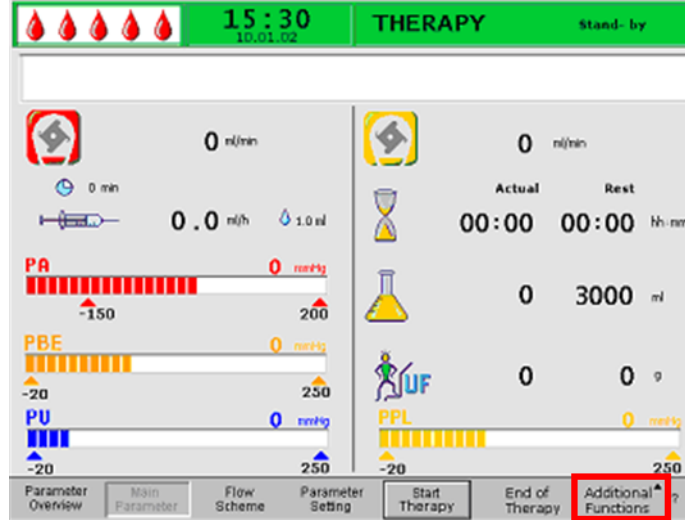 15:30
10.01.02
THERAPY
Stand- by
0 ml/min
0 min
0.0 ml/h 1.0 ml
PA 0 mmHg
-150 200
PBE 0 mmHg
-20 250
PV 0 mmHg
-20 250
0 ml/min
Actual Rest
00:00 00:00 hh-mm
0 3000 ml
UF 0 0 g
PPL 0 mmHg
-20 250
Parameter Overview
Main Parameter
Flow Scheme
Parameter Setting
Start Therapy
End of Therapy
Additional Functions
?